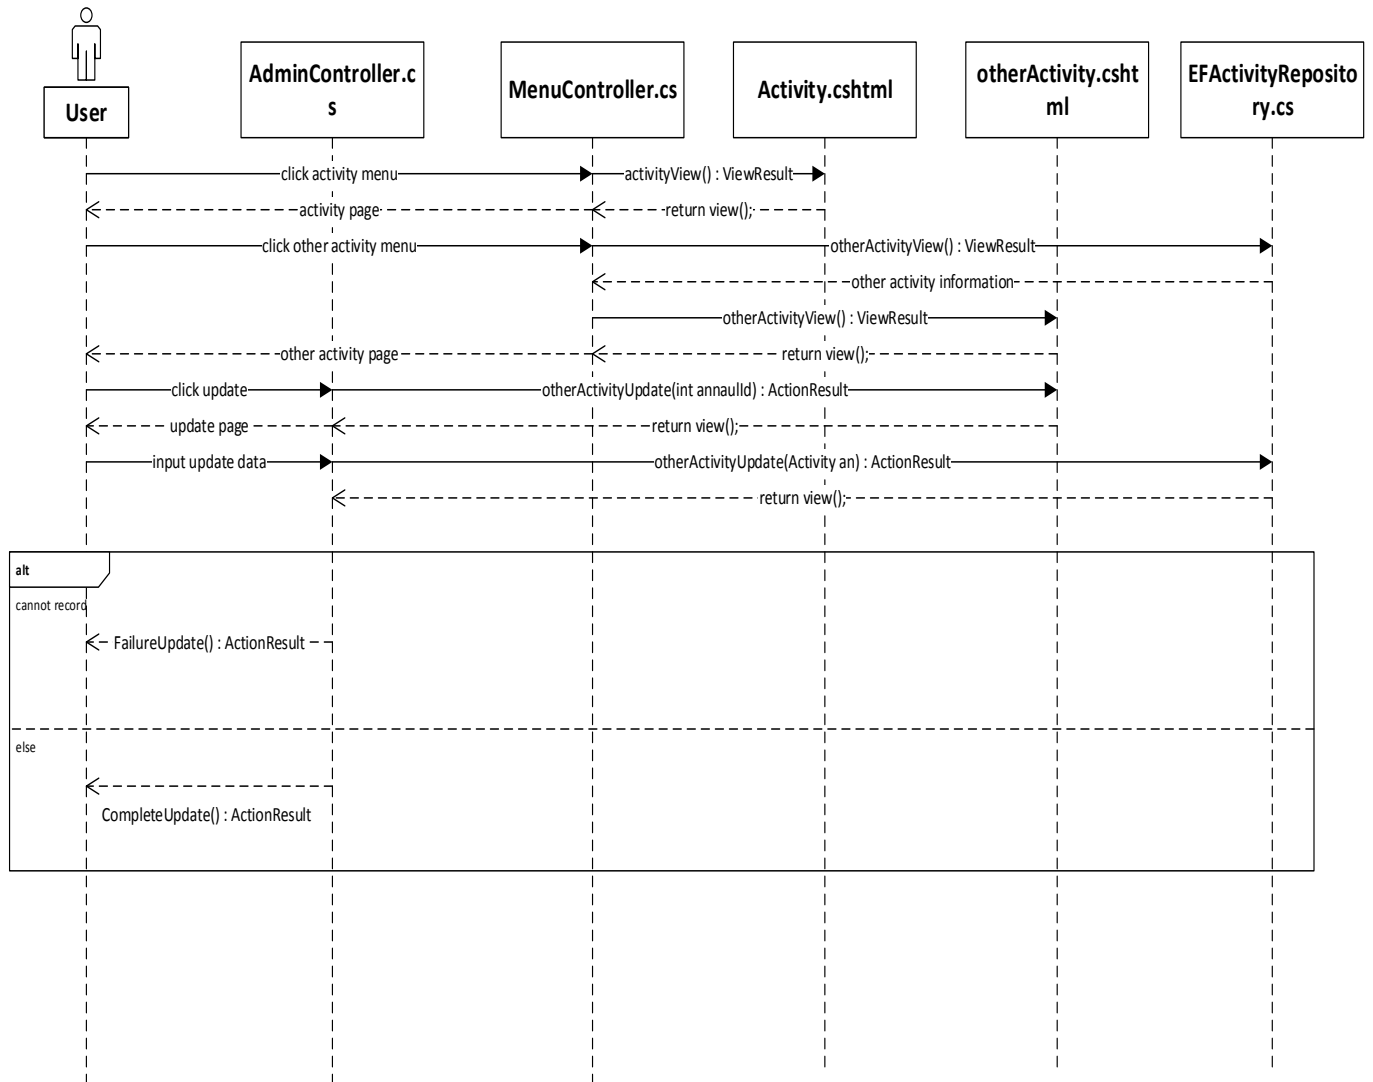 User
AdminController.c
s
MenuController.cs
Activity.cshtml
otherActivity.csht
ml
EFActivityReposito
ry.cs
click activity menu
activityView() : ViewResult
activity page
return view();
click other activity menu
otherActivityView() : ViewResult
other activity information
otherActivityView() : ViewResult
other activity page
return view();
click update
otherActivityUpdate(int annaulId) : ActionResult
update page
return view();
input update data
otherActivityUpdate(Activity an) : ActionResult
return view();
alt
cannot record
FailureUpdate() : ActionResult
else
CompleteUpdate() : ActionResult